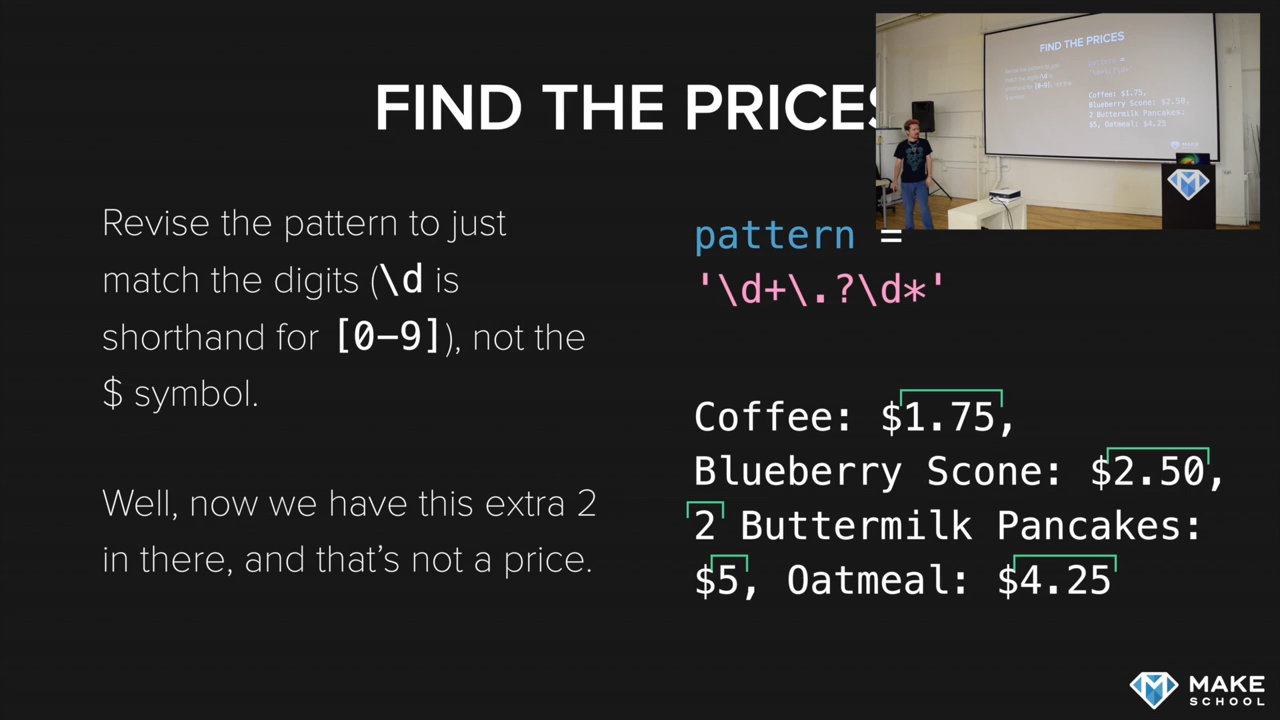 FIND THE PRICES
Revise the pattern to just
match the digits (\d is
shorthand for [0-9]), not the
$ symbol.
Well, now we have this extra 2
in there, and that's not a price.
pattern =
'\d+\.?\d*'
Coffee: $1.75,
Blueberry Scone: $2.50,
2 Buttermilk Pancakes:
$5, Oatmeal: $4.25
FIND THE PRICES
Coffee: $1.75,
Blueberry Scone: $2.50,
2 Buttermilk Pancakes:
$5, Oatmeal: $4.25
MAKE
SCHOOL